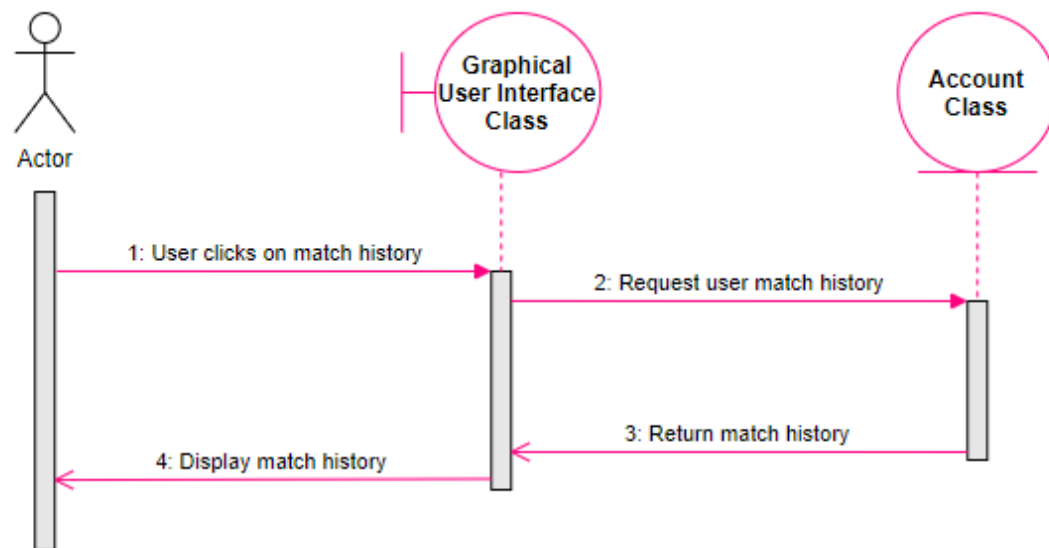 Graphical
User Interface
Class
Account
Class
Actor
1: User clicks on match history
2: Request user match history
3: Return match history
4: Display match history